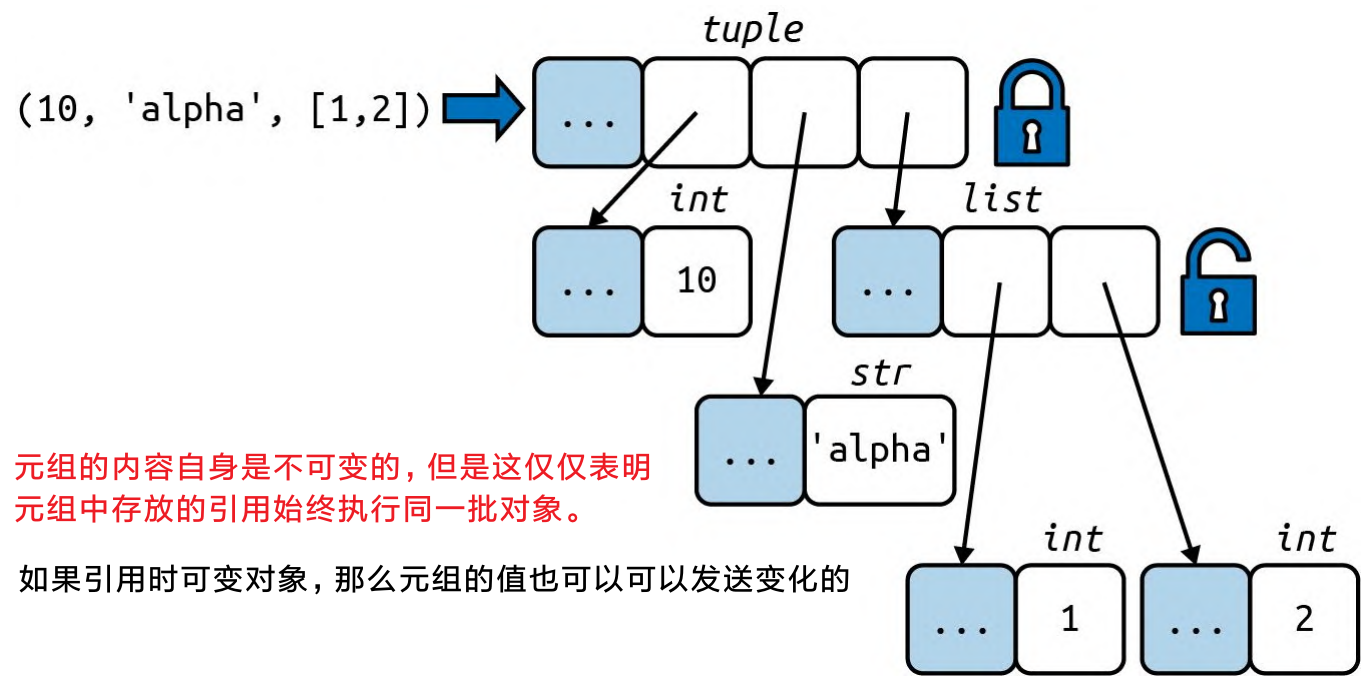 tuple
(10, 'alpha', [1,2])
...
int
list
...
10
...
str
...
'alpha'
元组的内容自身是不可变的，但是这仅仅表明
元组中存放的引用始终执行同一批对象。
如果引用时可变对象，那么元组的值也可以可以发送变化的
int
int
...
1
...
2